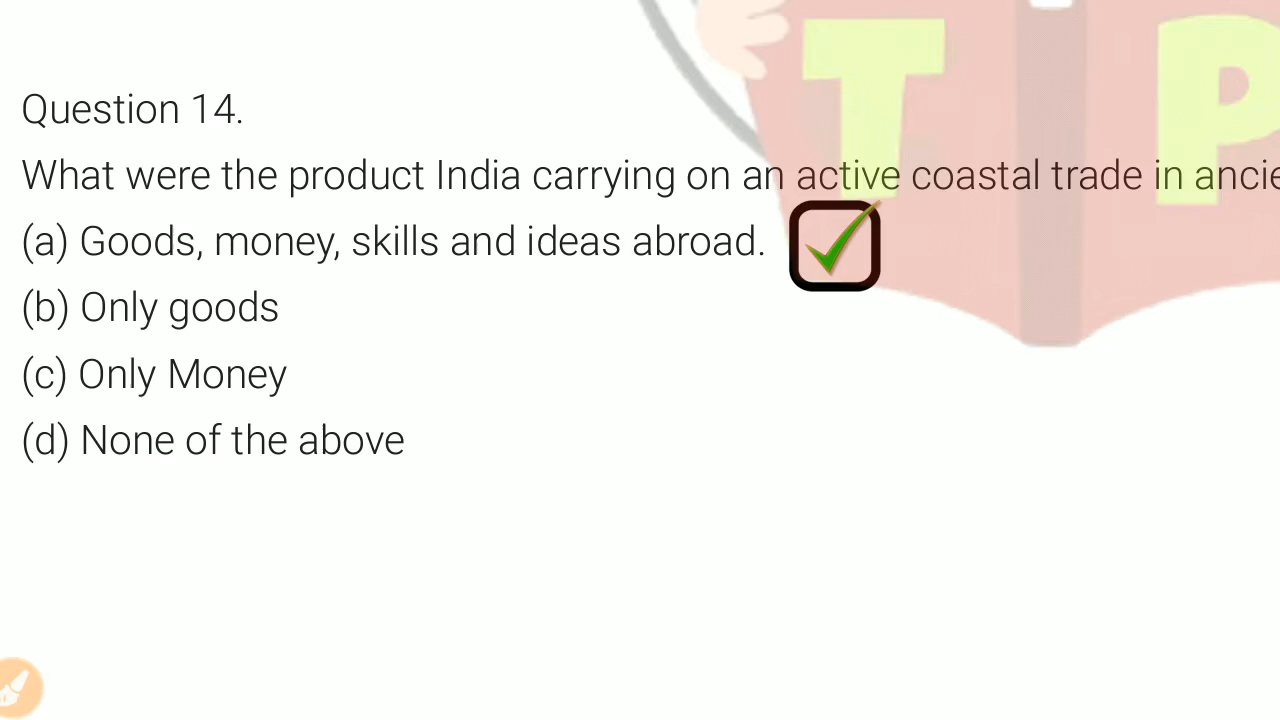 T P
Question 14.
What were the product India carrying on an active coastal trade in
(a) Goods, money, skills and ideas abroad.
(b) Only goods
(c) Only Money
(d) None of the above